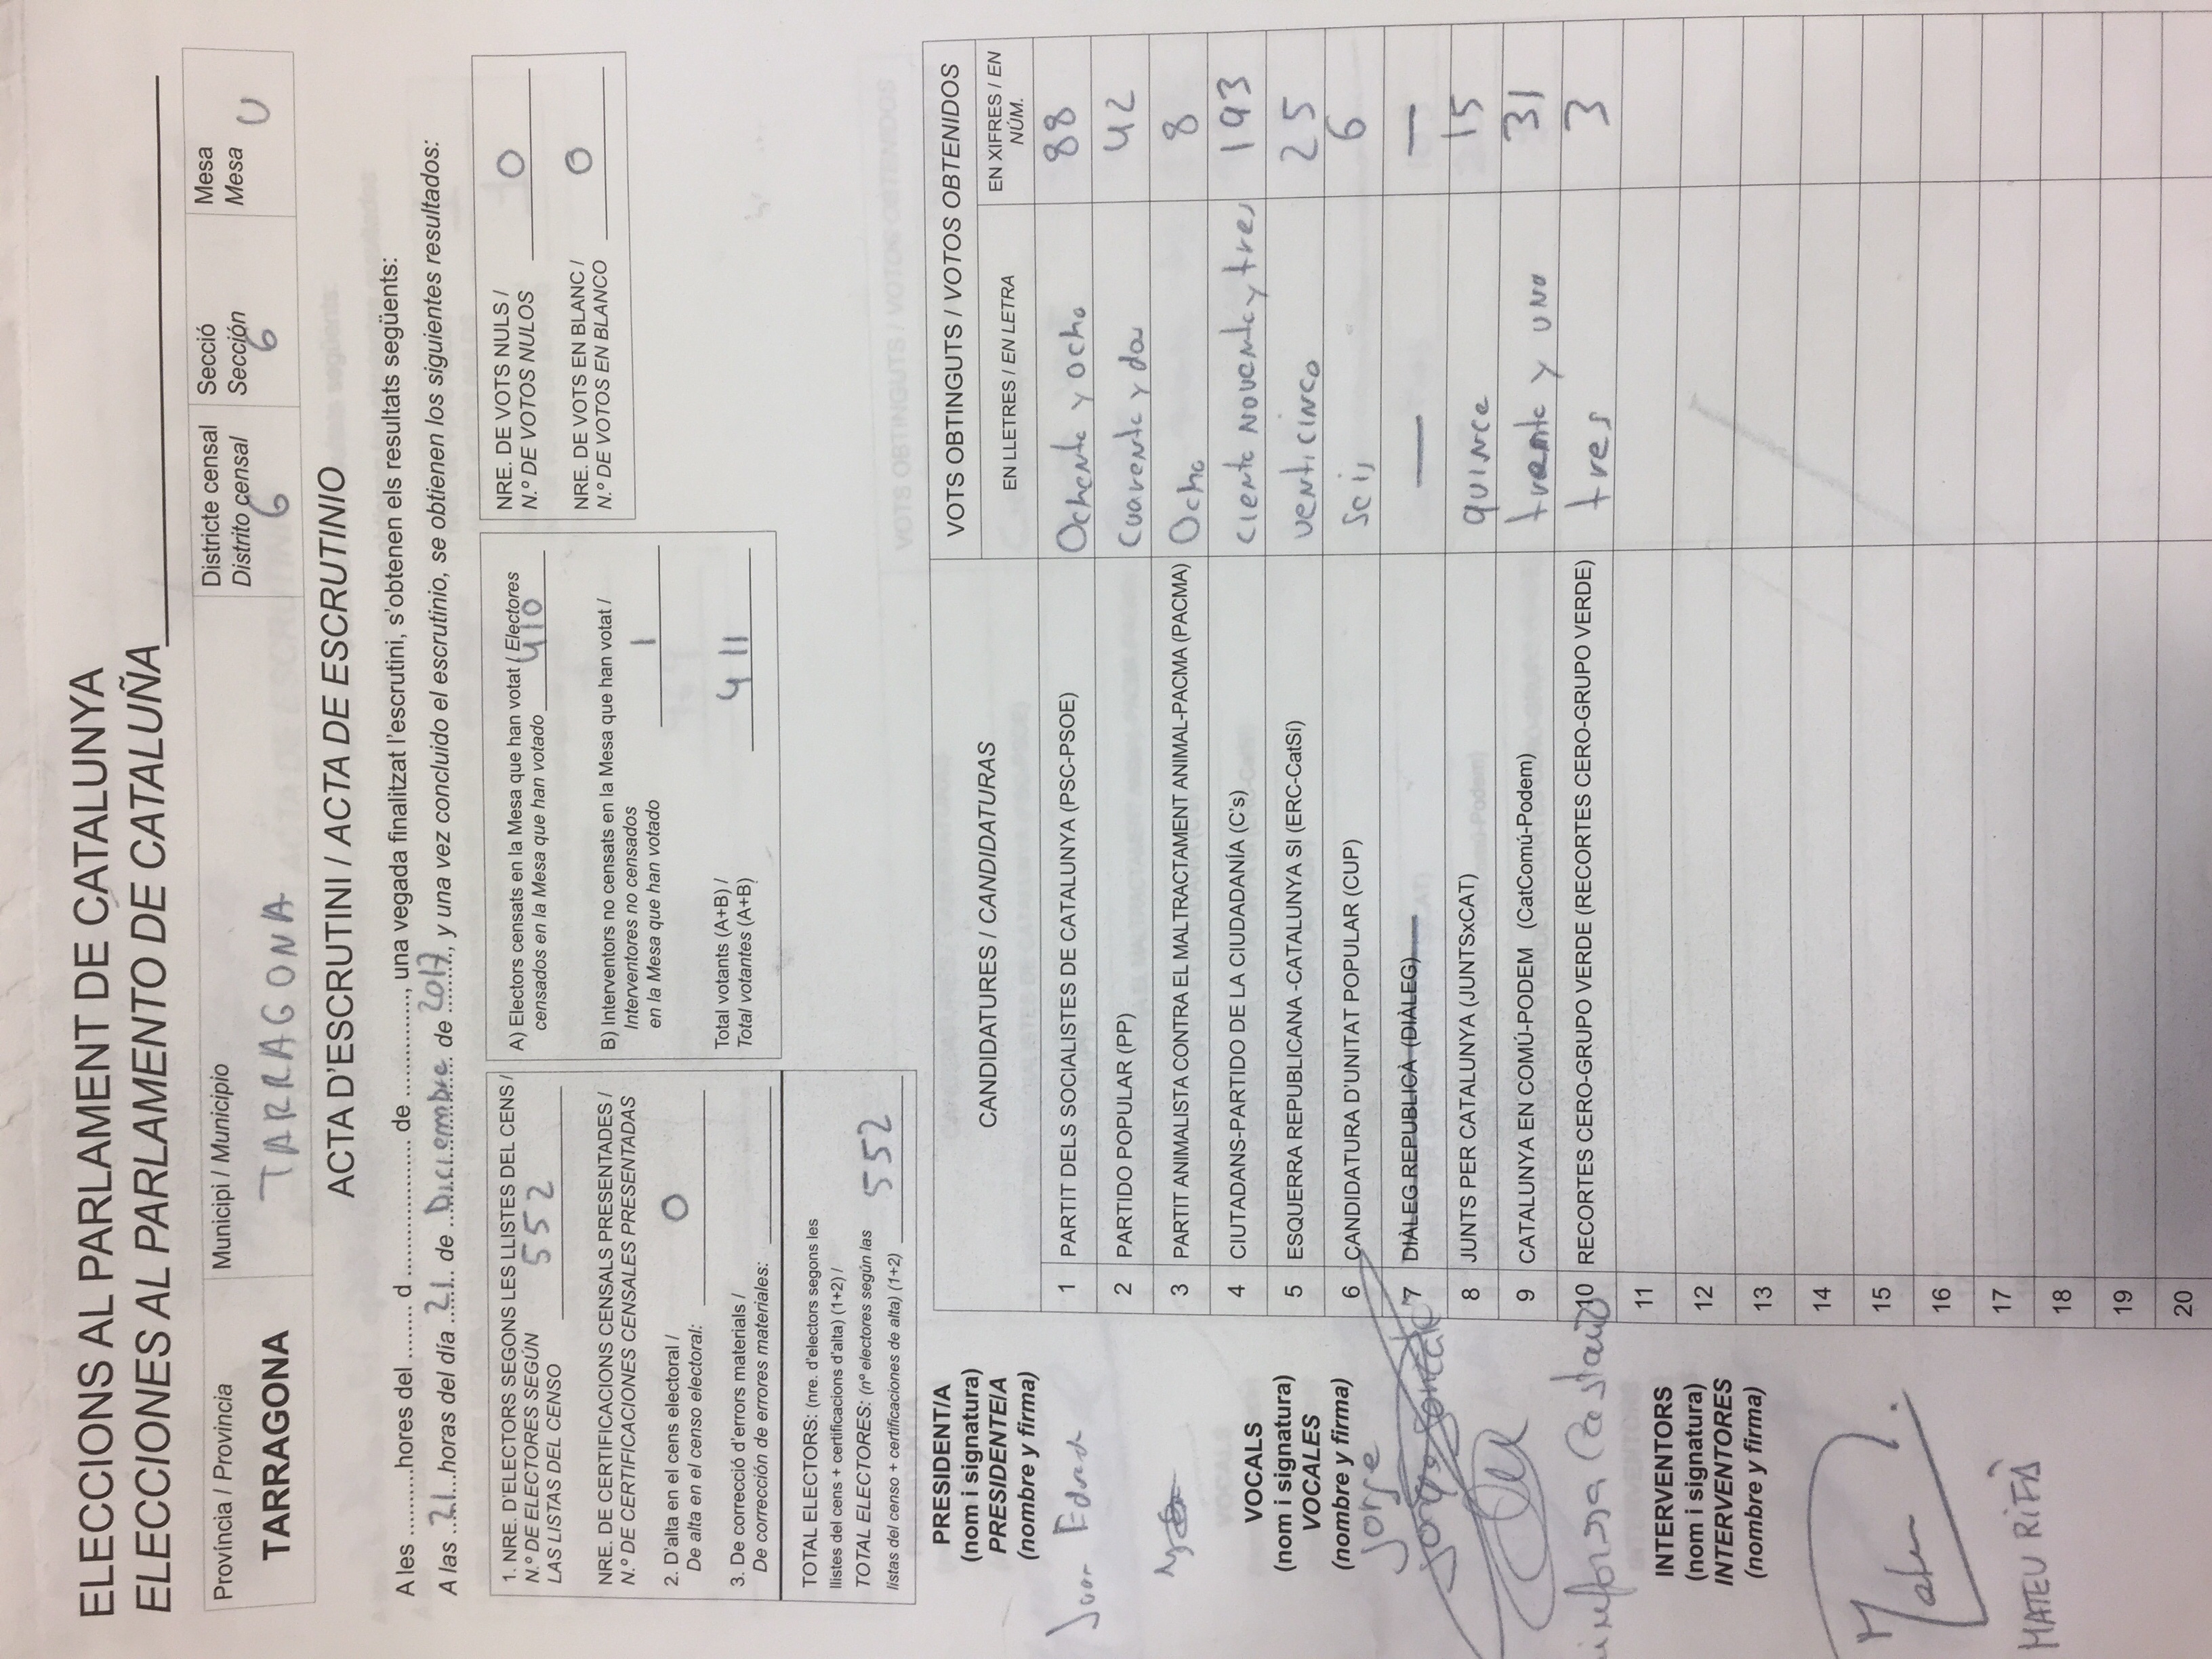 ELECCIONS AL PARLAMENT DE CATALUNYA
ELECCIONES AL PARLAMENTO DE CATALUÑA
Província / Provincia
TARRAGONA
Municipi / Municipio
TARRAGONA
Districte censal
Distrito censal
6
Secció
Sección
6
Mesa
Mesa
U
ACTA D'ESCRUTINI / ACTA DE ESCRUTINIO
A les ..........hores del ........ d ..................... de ..............., una vegada finalitzat l'escrutini, s'obtenen els resultats següents:
A las ..21...horas del día ..21.. de ..Diciembre. de ..2017.., y una vez concluido el escrutinio, se obtienen los siguientes resultados:
1. NRE. D'ELECTORS SEGONS LES LLISTES DEL CENS /
N.º DE ELECTORES SEGÚN
LAS LISTAS DEL CENSO 552
NRE. DE CERTIFICACIONS CENSALS PRESENTADES /
N.º DE CERTIFICACIONES CENSALES PRESENTADAS
2. D'alta en el cens electoral /
De alta en el censo electoral: 0
3. De correcció d'errors materials /
De corrección de errores materiales:
TOTAL ELECTORS: (nre. d'electors segons les
llistes del cens + certificacions d'alta) (1+2) /
TOTAL ELECTORES: (nº electores según las
listas del censo + certificaciones de alta) (1+2) 552
A) Electors censats en la Mesa que han votat / Electores
censados en la Mesa que han votado 410
B) Interventors no censats en la Mesa que han votat /
Interventores no censados
en la Mesa que han votado 1
Total votants (A+B) /
Total votantes (A+B) 411
NRE. DE VOTS NULS /
N.º DE VOTOS NULOS 0
NRE. DE VOTS EN BLANC /
N.º DE VOTOS EN BLANCO 0
PRESIDENT/A
(nom i signatura)
PRESIDENTE/A
(nombre y firma)
Juan Eduard
VOCALS
(nom i signatura)
VOCALES
(nombre y firma)
Jorge
Castaño
INTERVENTORS
(nom i signatura)
INTERVENTORES
(nombre y firma)
Mateu
MATEU RIFÀ
CANDIDATURES / CANDIDATURAS
VOTS OBTINGUTS / VOTOS OBTENIDOS
EN LLETRES / EN LETRA
EN XIFRES / EN
NÚM.
1 PARTIT DELS SOCIALISTES DE CATALUNYA (PSC-PSOE) Ochenta y ocho 88
2 PARTIDO POPULAR (PP) cuarenta y dos 42
3 PARTIT ANIMALISTA CONTRA EL MALTRACTAMENT ANIMAL-PACMA (PACMA) Ocho 8
4 CIUTADANS-PARTIDO DE LA CIUDADANÍA (C's) ciento noventa y tres 193
5 ESQUERRA REPUBLICANA -CATALUNYA SI (ERC-CatSí) venticinco 25
6 CANDIDATURA D'UNITAT POPULAR (CUP) seis 6
7 DIÀLEG REPUBLICÀ (DIÀLEG) — —
8 JUNTS PER CATALUNYA (JUNTSxCAT) quince 15
9 CATALUNYA EN COMÚ-PODEM (CatComú-Podem) treinta y uno 31
10 RECORTES CERO-GRUPO VERDE (RECORTES CERO-GRUPO VERDE) tres 3
11
12
13
14
15
16
17
18
19
20